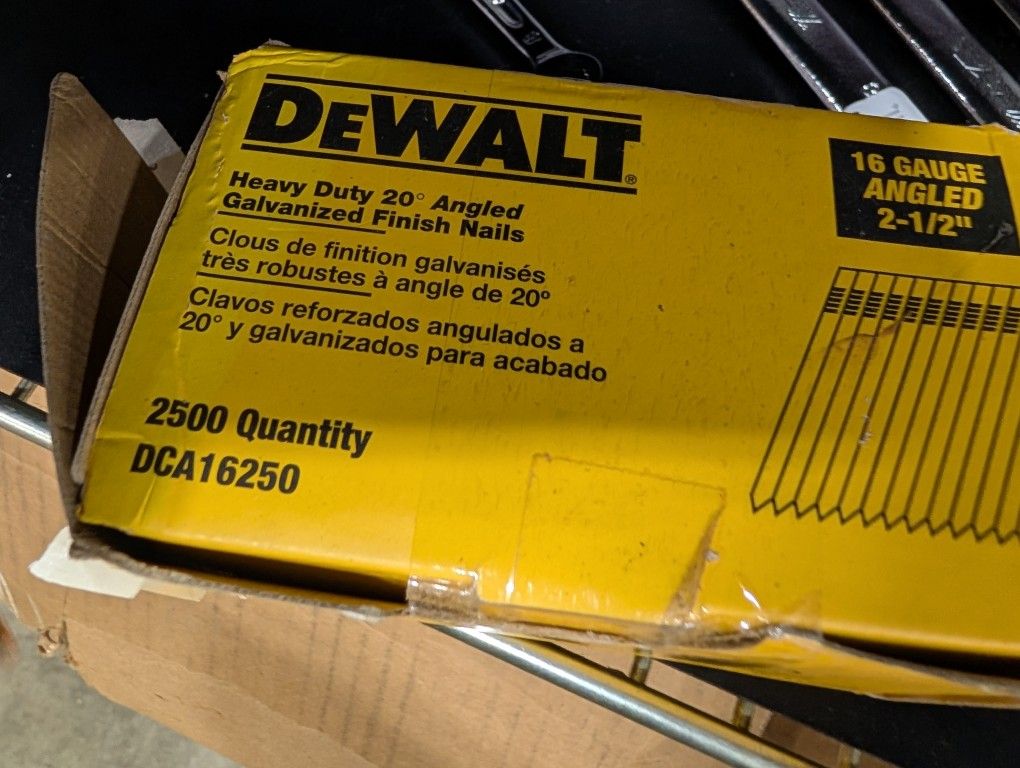 DEWALT®
Heavy Duty 20° Angled
Galvanized Finish Nails
Clous de finition galvanisés
très robustes à angle de 20º
Clavos reforzados angulados a
20° y galvanizados para acabado
2500 Quantity
DCA16250
16 GAUGE
ANGLED
2-1/2"